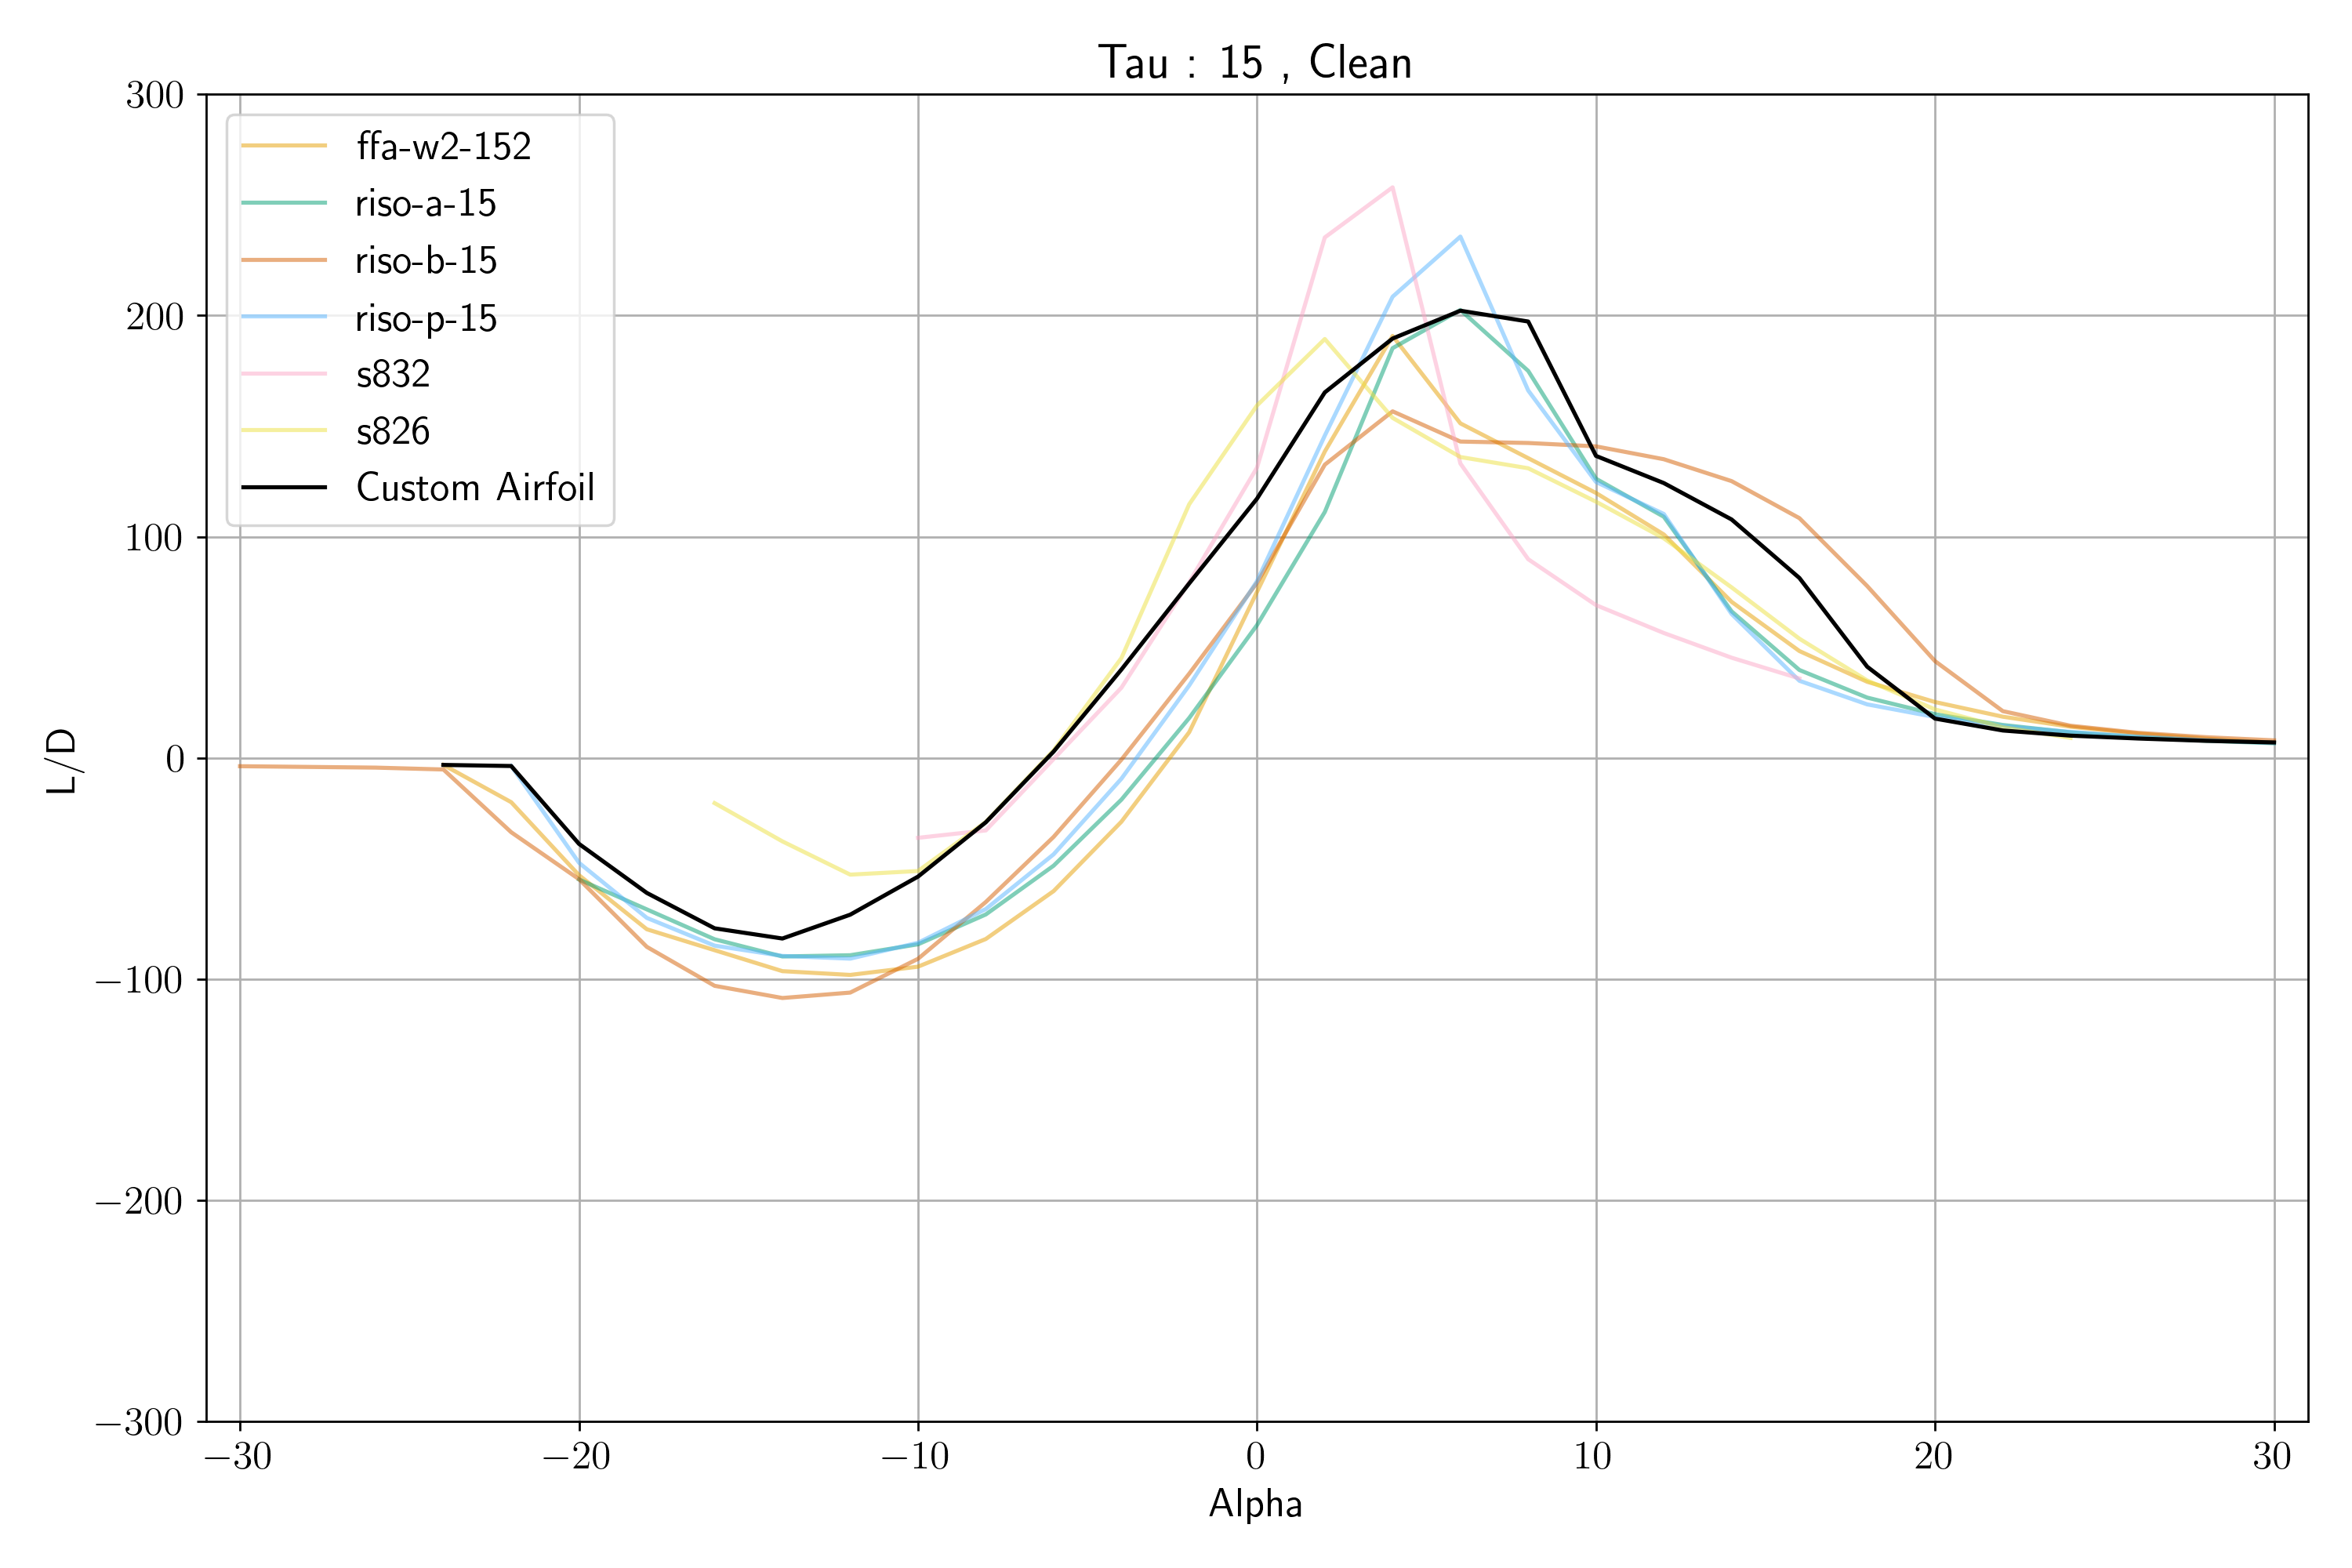 Tau : 15 , Clean
300
200
100
0
−100
−200
−300
L/D
ffa-w2-152
riso-a-15
riso-b-15
riso-p-15
s832
s826
Custom Airfoil
−30 −20 −10 0 10 20 30
Alpha